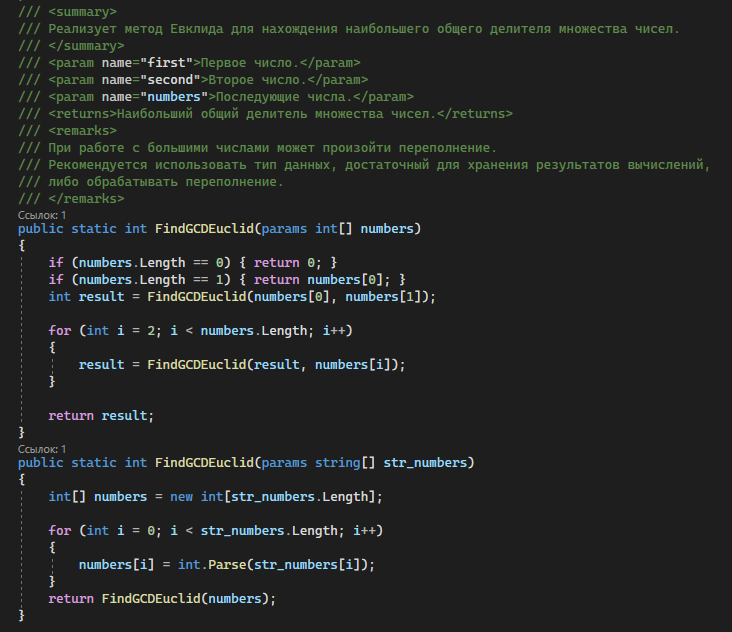 /// <summary>
/// Реализует метод Евклида для нахождения наибольшего общего делителя множества чисел.
/// </summary>
/// <param name="first">Первое число.</param>
/// <param name="second">Второе число.</param>
/// <param name="numbers">Последующие числа.</param>
/// <returns>Наибольший общий делитель множества чисел.</returns>
/// <remarks>
/// При работе с большими числами может произойти переполнение.
/// Рекомендуется использовать тип данных, достаточный для хранения результатов вычислений,
/// либо обрабатывать переполнение.
/// </remarks>
Ссылок: 1
public static int FindGCDEuclid(params int[] numbers)
{
    if (numbers.Length == 0) { return 0; }
    if (numbers.Length == 1) { return numbers[0]; }
    int result = FindGCDEuclid(numbers[0], numbers[1]);

    for (int i = 2; i < numbers.Length; i++)
    {
        result = FindGCDEuclid(result, numbers[i]);
    }

    return result;
}
Ссылок: 1
public static int FindGCDEuclid(params string[] str_numbers)
{
    int[] numbers = new int[str_numbers.Length];

    for (int i = 0; i < str_numbers.Length; i++)
    {
        numbers[i] = int.Parse(str_numbers[i]);
    }
    return FindGCDEuclid(numbers);
}